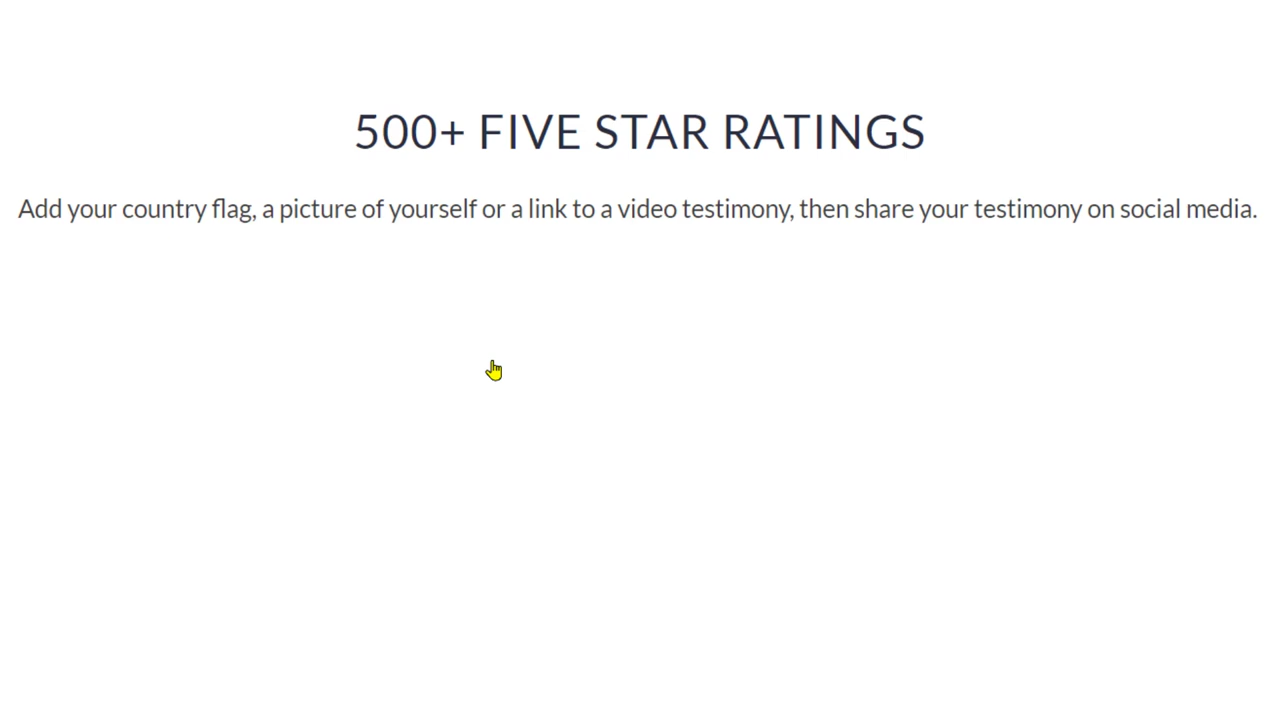 500+ FIVE STAR RATINGS
Add your country flag, a picture of yourself or a link to a video testimony, then share your testimony on social media.